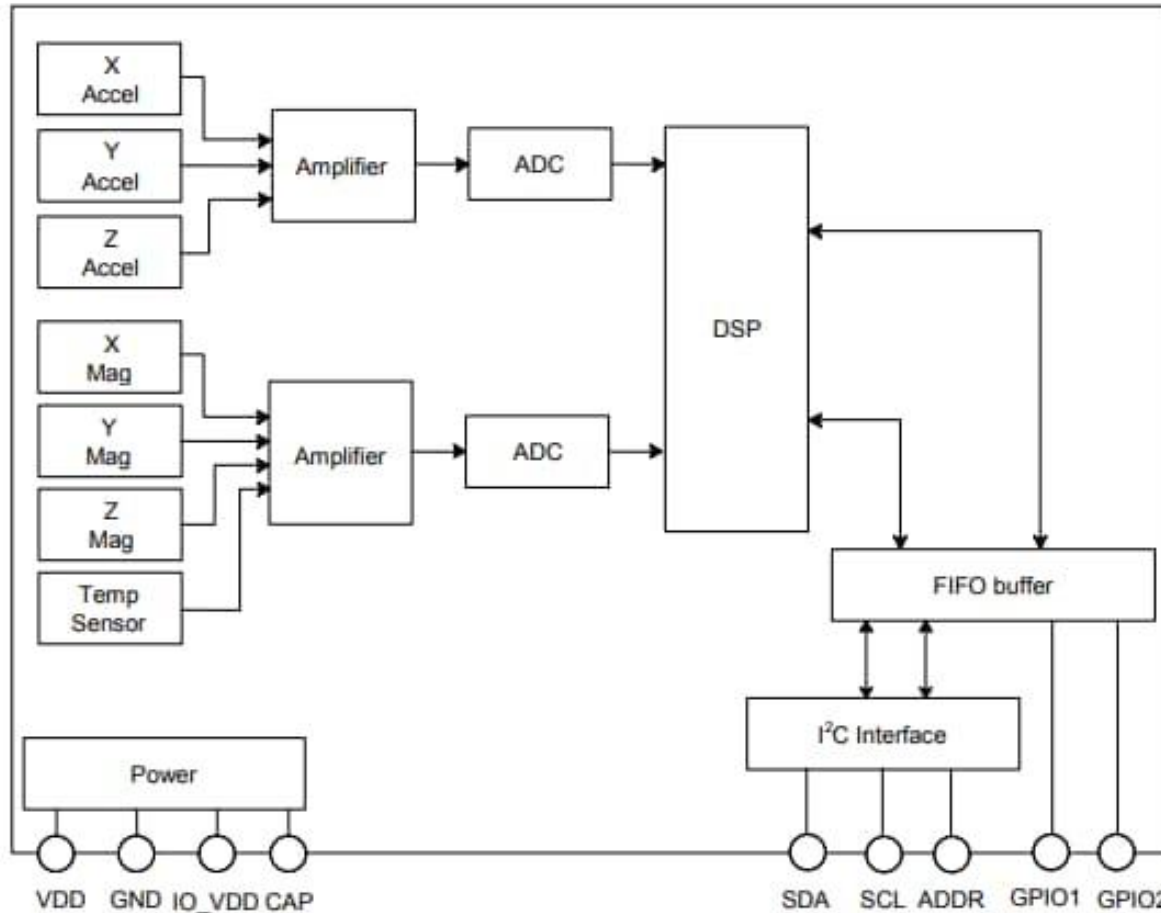 X
Accel
Y
Accel
Z
Accel
Amplifier
ADC
DSP
X
Mag
Y
Mag
Z
Mag
Temp
Sensor
Amplifier
ADC
FIFO buffer
I²C Interface
Power
VDD GND IO_VDD CAP SDA SCL ADDR GPIO1 GPIO2